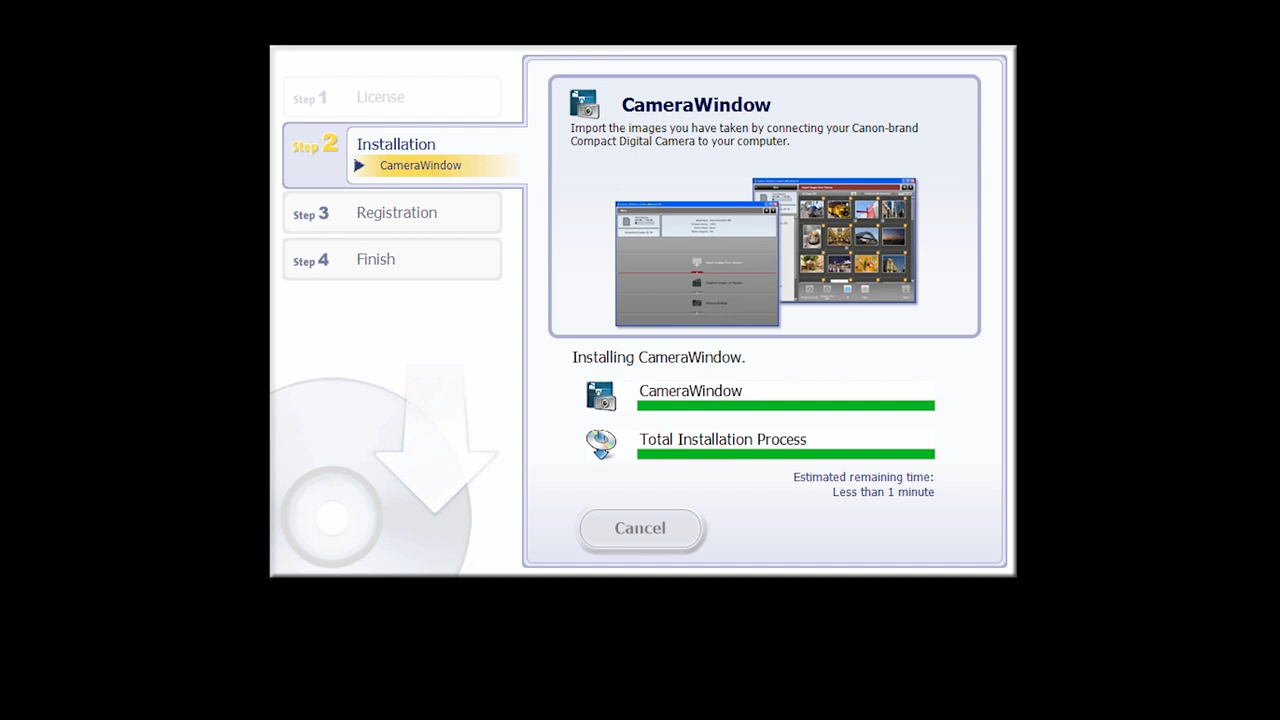 Step 1 License
Step 2 Installation
CameraWindow
Step 3 Registration
Step 4 Finish
CameraWindow
Import the images you have taken by connecting your Canon-brand
Compact Digital Camera to your computer.
Installing CameraWindow.
CameraWindow
Total Installation Process
Estimated remaining time:
Less than 1 minute
Cancel